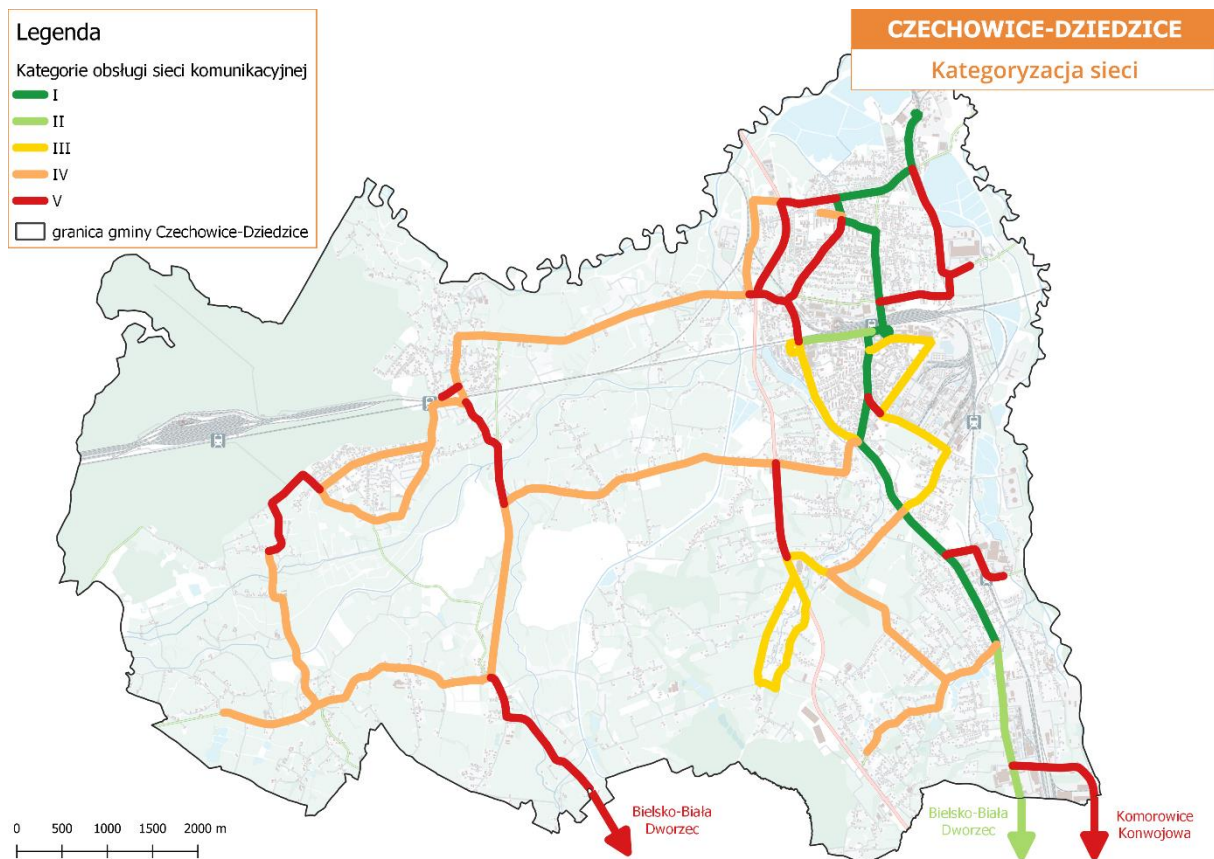 Legenda
Kategorie obsługi sieci komunikacyjnej
I
II
III
IV
V
granica gminy Czechowice-Dziedzice
CZECHOWICE-DZIEDZICE
Kategoryzacja sieci
0 500 1000 1500 2000 m
Bielsko-Biała
Dworzec
Bielsko-Biała
Dworzec
Komorowice
Konwojowa